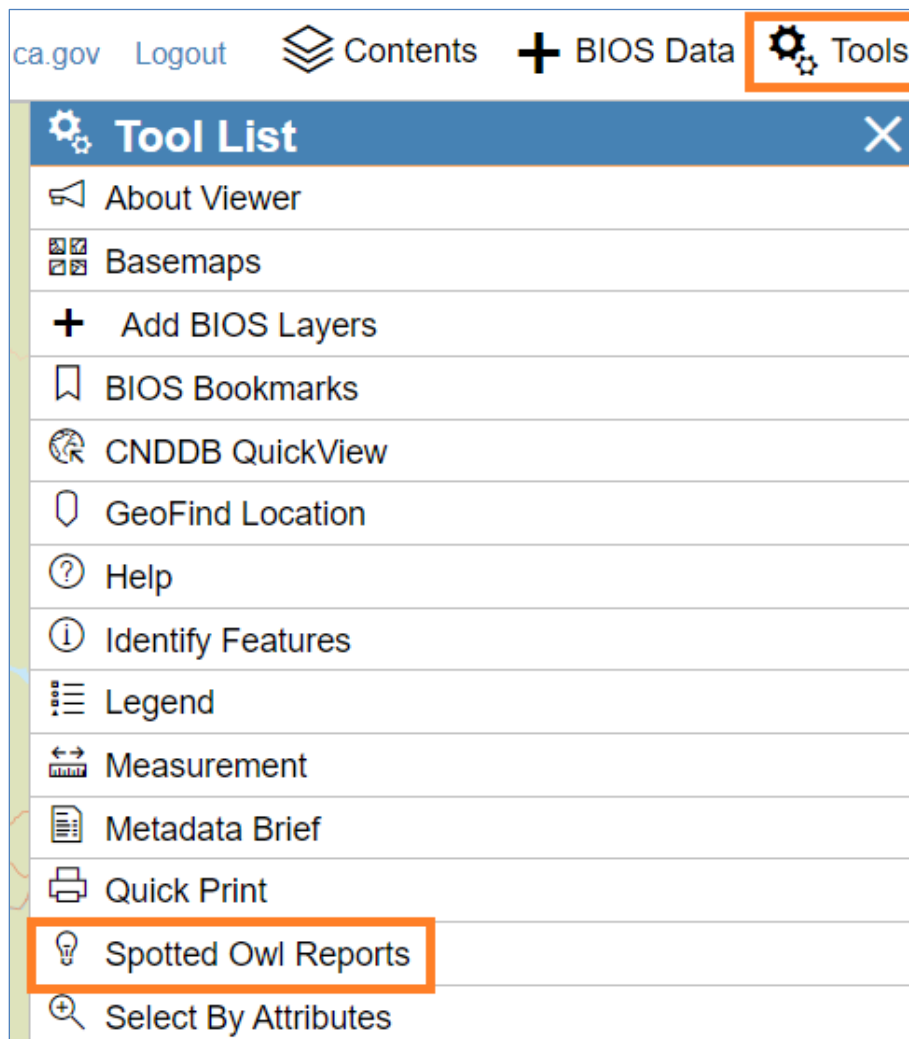 ca.gov Logout Contents BIOS Data Tools
Tool List
About Viewer
Basemaps
Add BIOS Layers
BIOS Bookmarks
CNDDB QuickView
GeoFind Location
Help
Identify Features
Legend
Measurement
Metadata Brief
Quick Print
Spotted Owl Reports
Select By Attributes